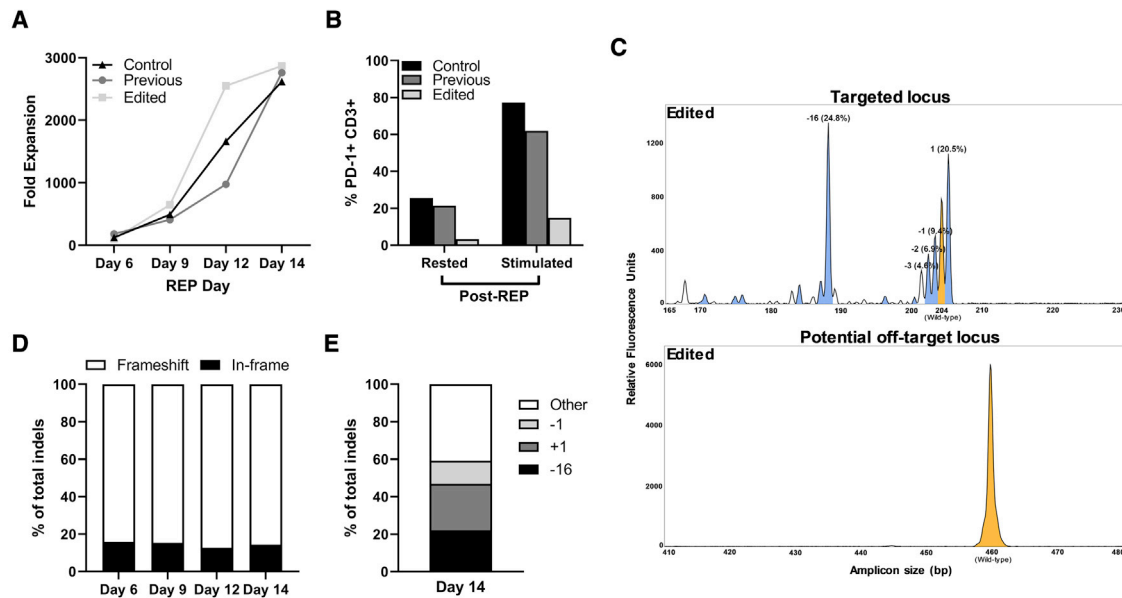 A
Control
Previous
Edited
Fold Expansion
3000
2000
1000
0
Day 6 Day 9 Day 12 Day 14
REP Day
B
Control
Previous
Edited
% PD-1+ CD3+
100
80
60
40
20
0
Rested Stimulated
Post-REP
C
Targeted locus
Edited
-16 (24.8%)
1 (20.5%)
-1 (9.4%)
-2 (6.9%)
-3 (4.6%)
1200
800
400
0
165 170 180 190 200 204 210 220 230
(Wild-type)
Relative Fluorescence Units
Potential off-target locus
Edited
6000
4000
2000
0
410 420 430 440 450 460 470 480
(Wild-type)
Amplicon size (bp)
D
Frameshift In-frame
% of total indels
100
80
60
40
20
0
Day 6 Day 9 Day 12 Day 14
E
% of total indels
100
80
60
40
20
0
Day 14
Other
-1
+1
-16